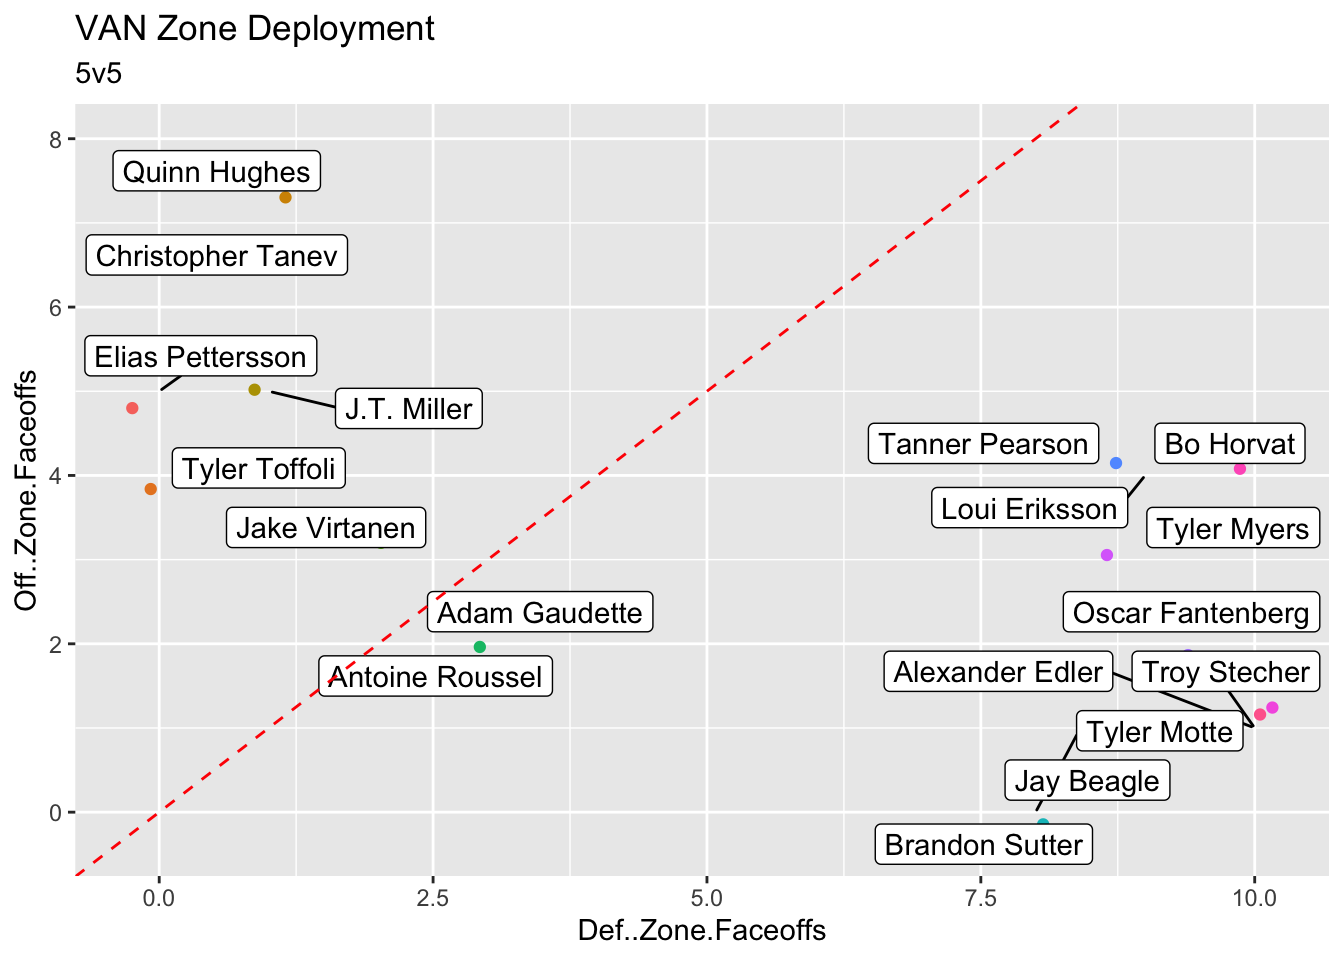 VAN Zone Deployment
5v5
8
6
4
2
0
Off..Zone.Faceoffs
Quinn Hughes
Christopher Tanev
Elias Pettersson
J.T. Miller
Tyler Toffoli
Jake Virtanen
Adam Gaudette
Antoine Roussel
Tanner Pearson
Bo Horvat
Loui Eriksson
Tyler Myers
Oscar Fantenberg
Alexander Edler
Troy Stecher
Tyler Motte
Jay Beagle
Brandon Sutter
0.0
2.5
5.0
7.5
10.0
Def..Zone.Faceoffs